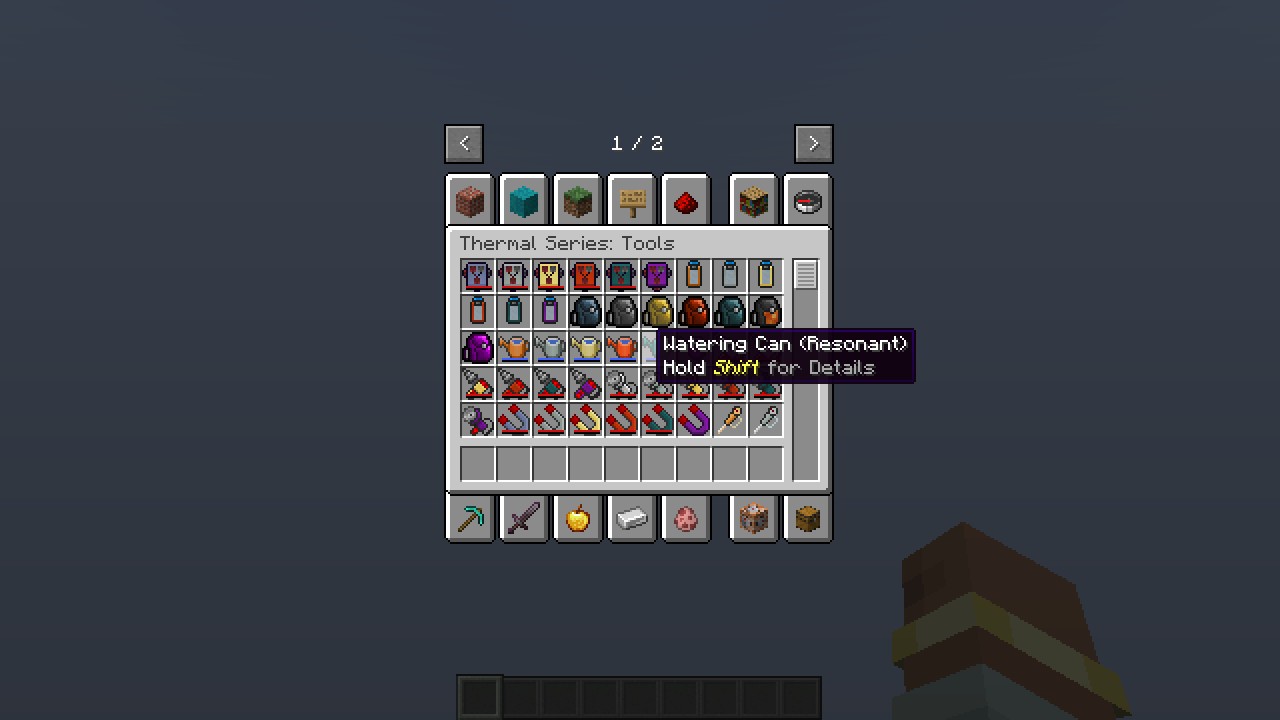 1 / 2
Thermal Series: Tools
Watering Can (Resonant)
Hold Shift for Details